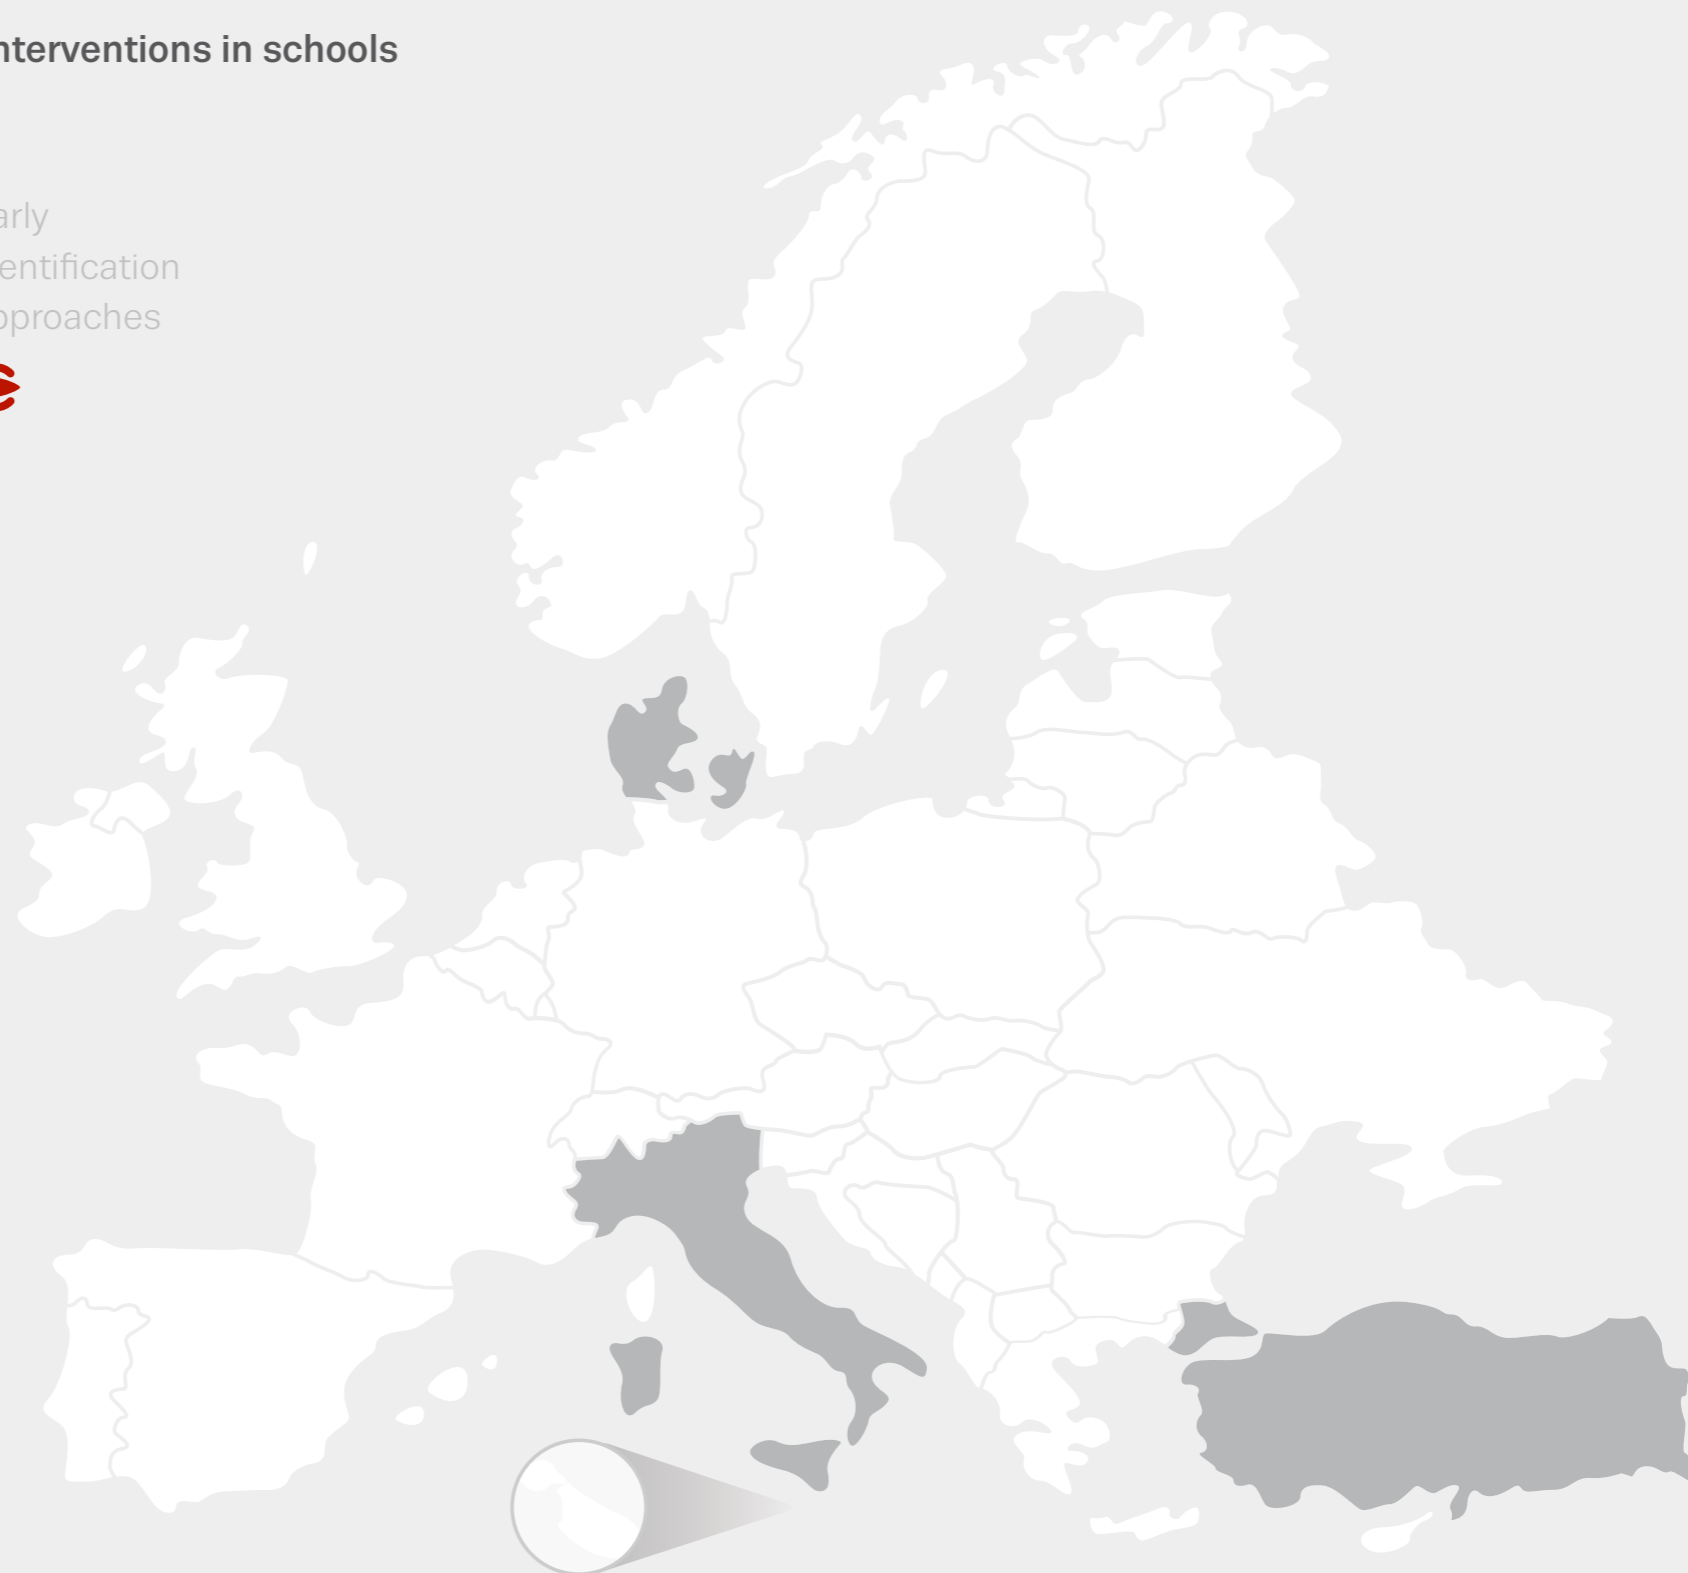 nterventions in schools
arly
entification
pproaches